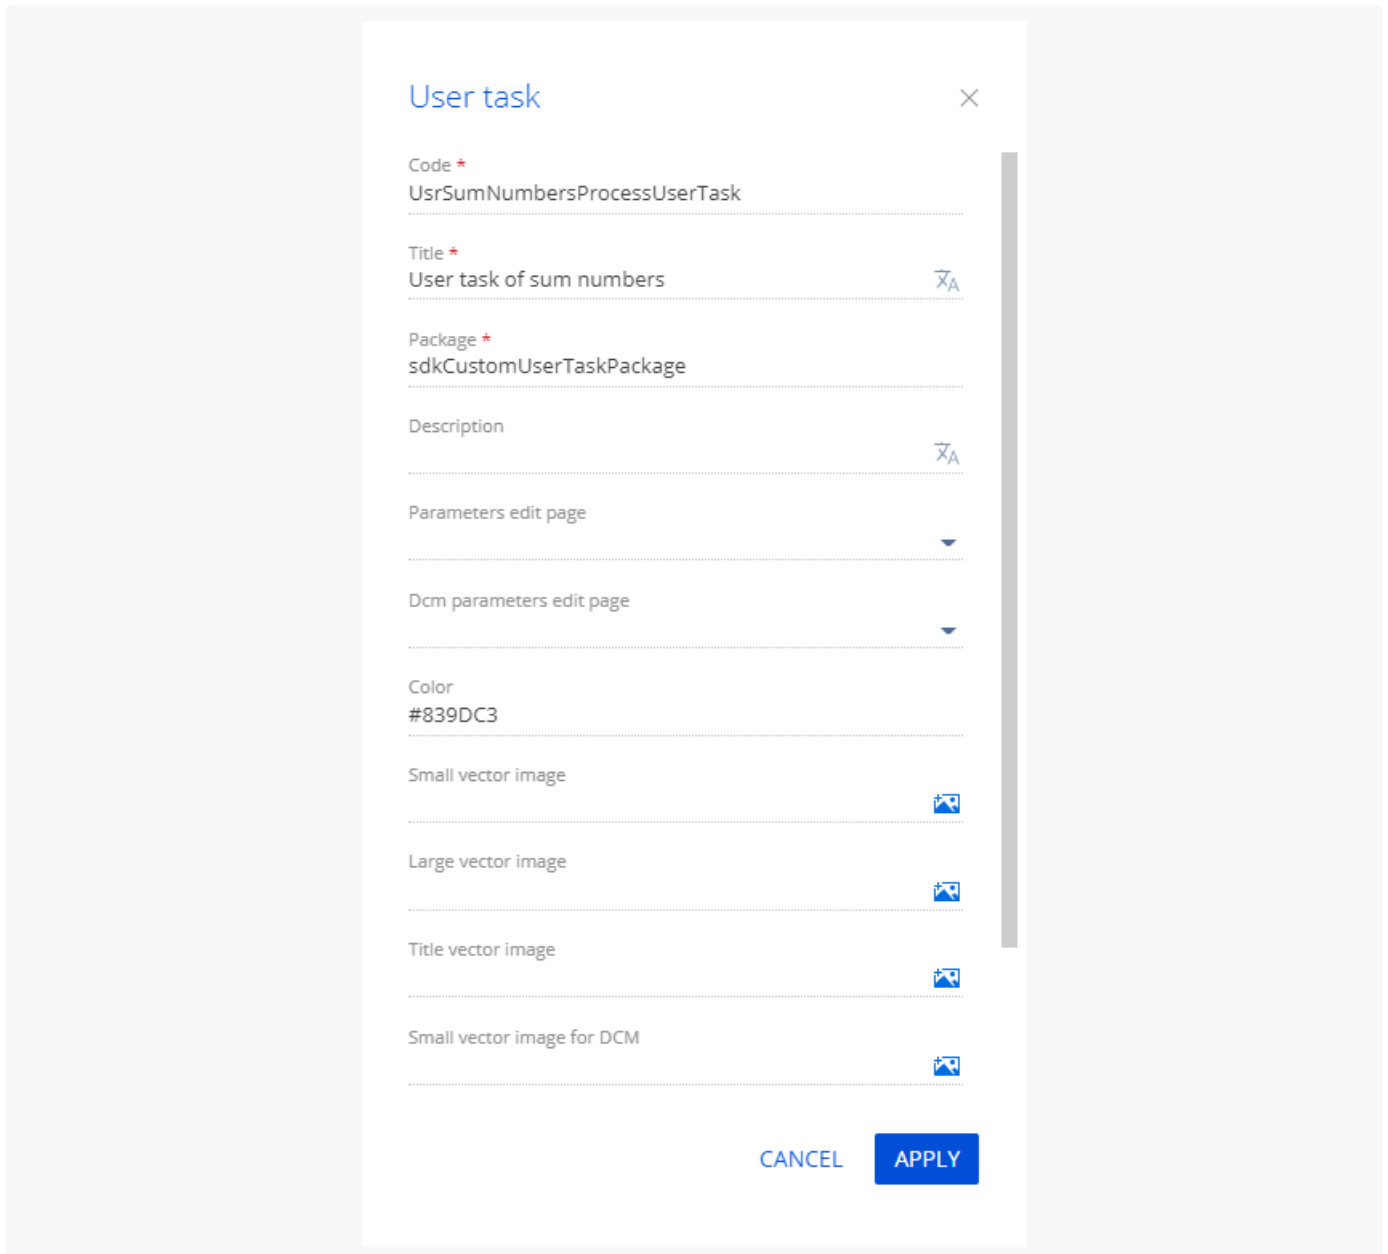 User task
Code *
UsrSumNumbersProcessUserTask
Title *
User task of sum numbers
Package *
sdkCustomUserTaskPackage
Description
Parameters edit page
Dcm parameters edit page
Color
#839DC3
Small vector image
Large vector image
Title vector image
Small vector image for DCM
CANCEL APPLY